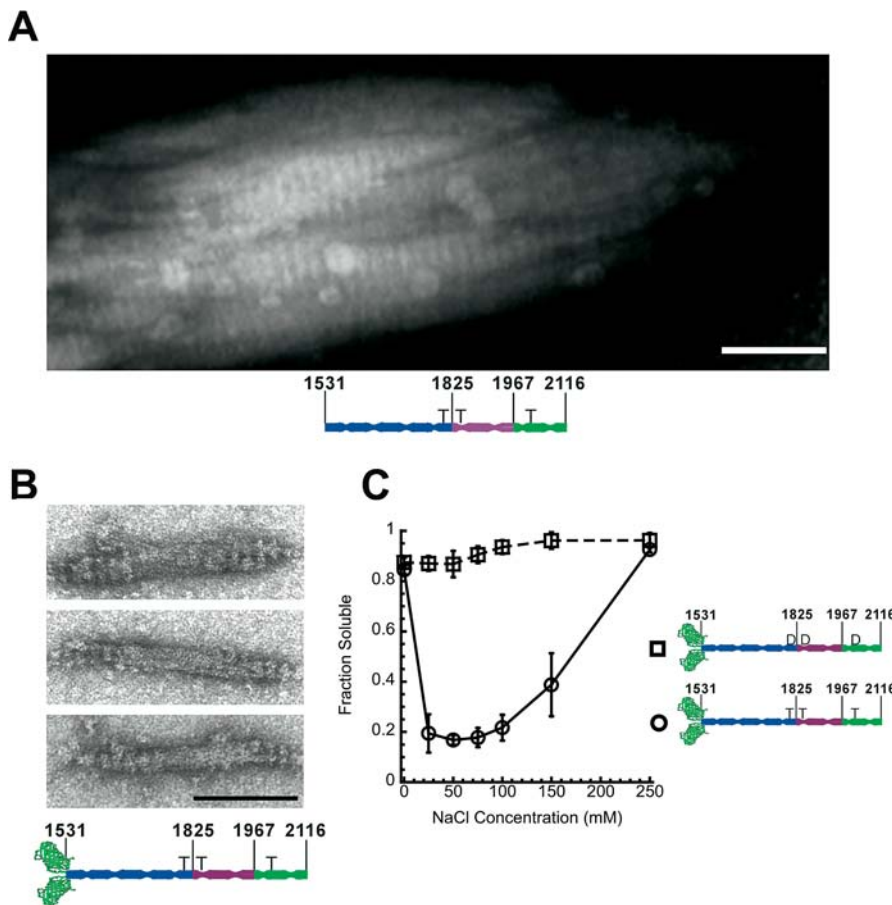 A
1531 1825 1967 2116
T T T
B
1531 1825 1967 2116
T T T
C
1
0.8
0.6
0.4
0.2
0
Fraction Soluble
0 50 100 150 200 250
NaCl Concentration (mM)
1531 1825 1967 2116
D D D
1531 1825 1967 2116
T T T